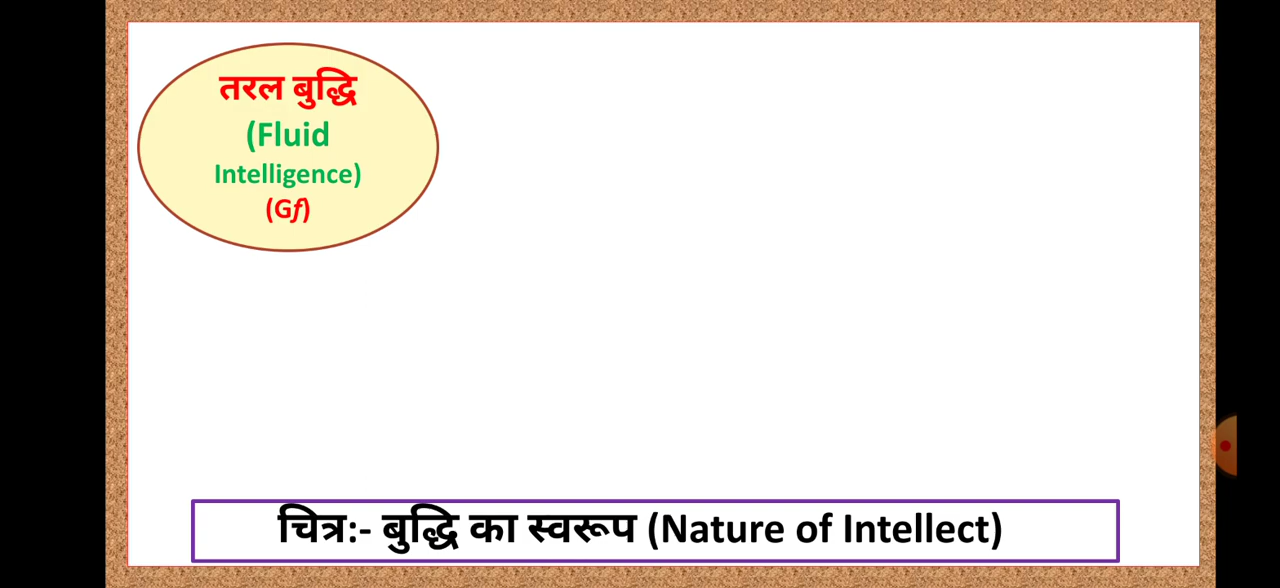 तरल बुद्धि
(Fluid
Intelligence)
(Gf)
चित्र:- बुद्धि का स्वरूप (Nature of Intellect)